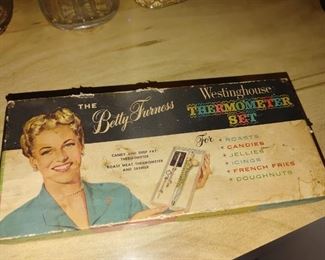 THE
Betty Furness
Westinghouse
THERMOMETER
SET
CANDY AND DEEP FAT
THERMOMETER
ROAST MEAT THERMOMETER
AND SKEWER
For
• ROASTS
• CANDIES
• JELLIES
• ICINGS
• FRENCH FRIES
• DOUGHNUTS